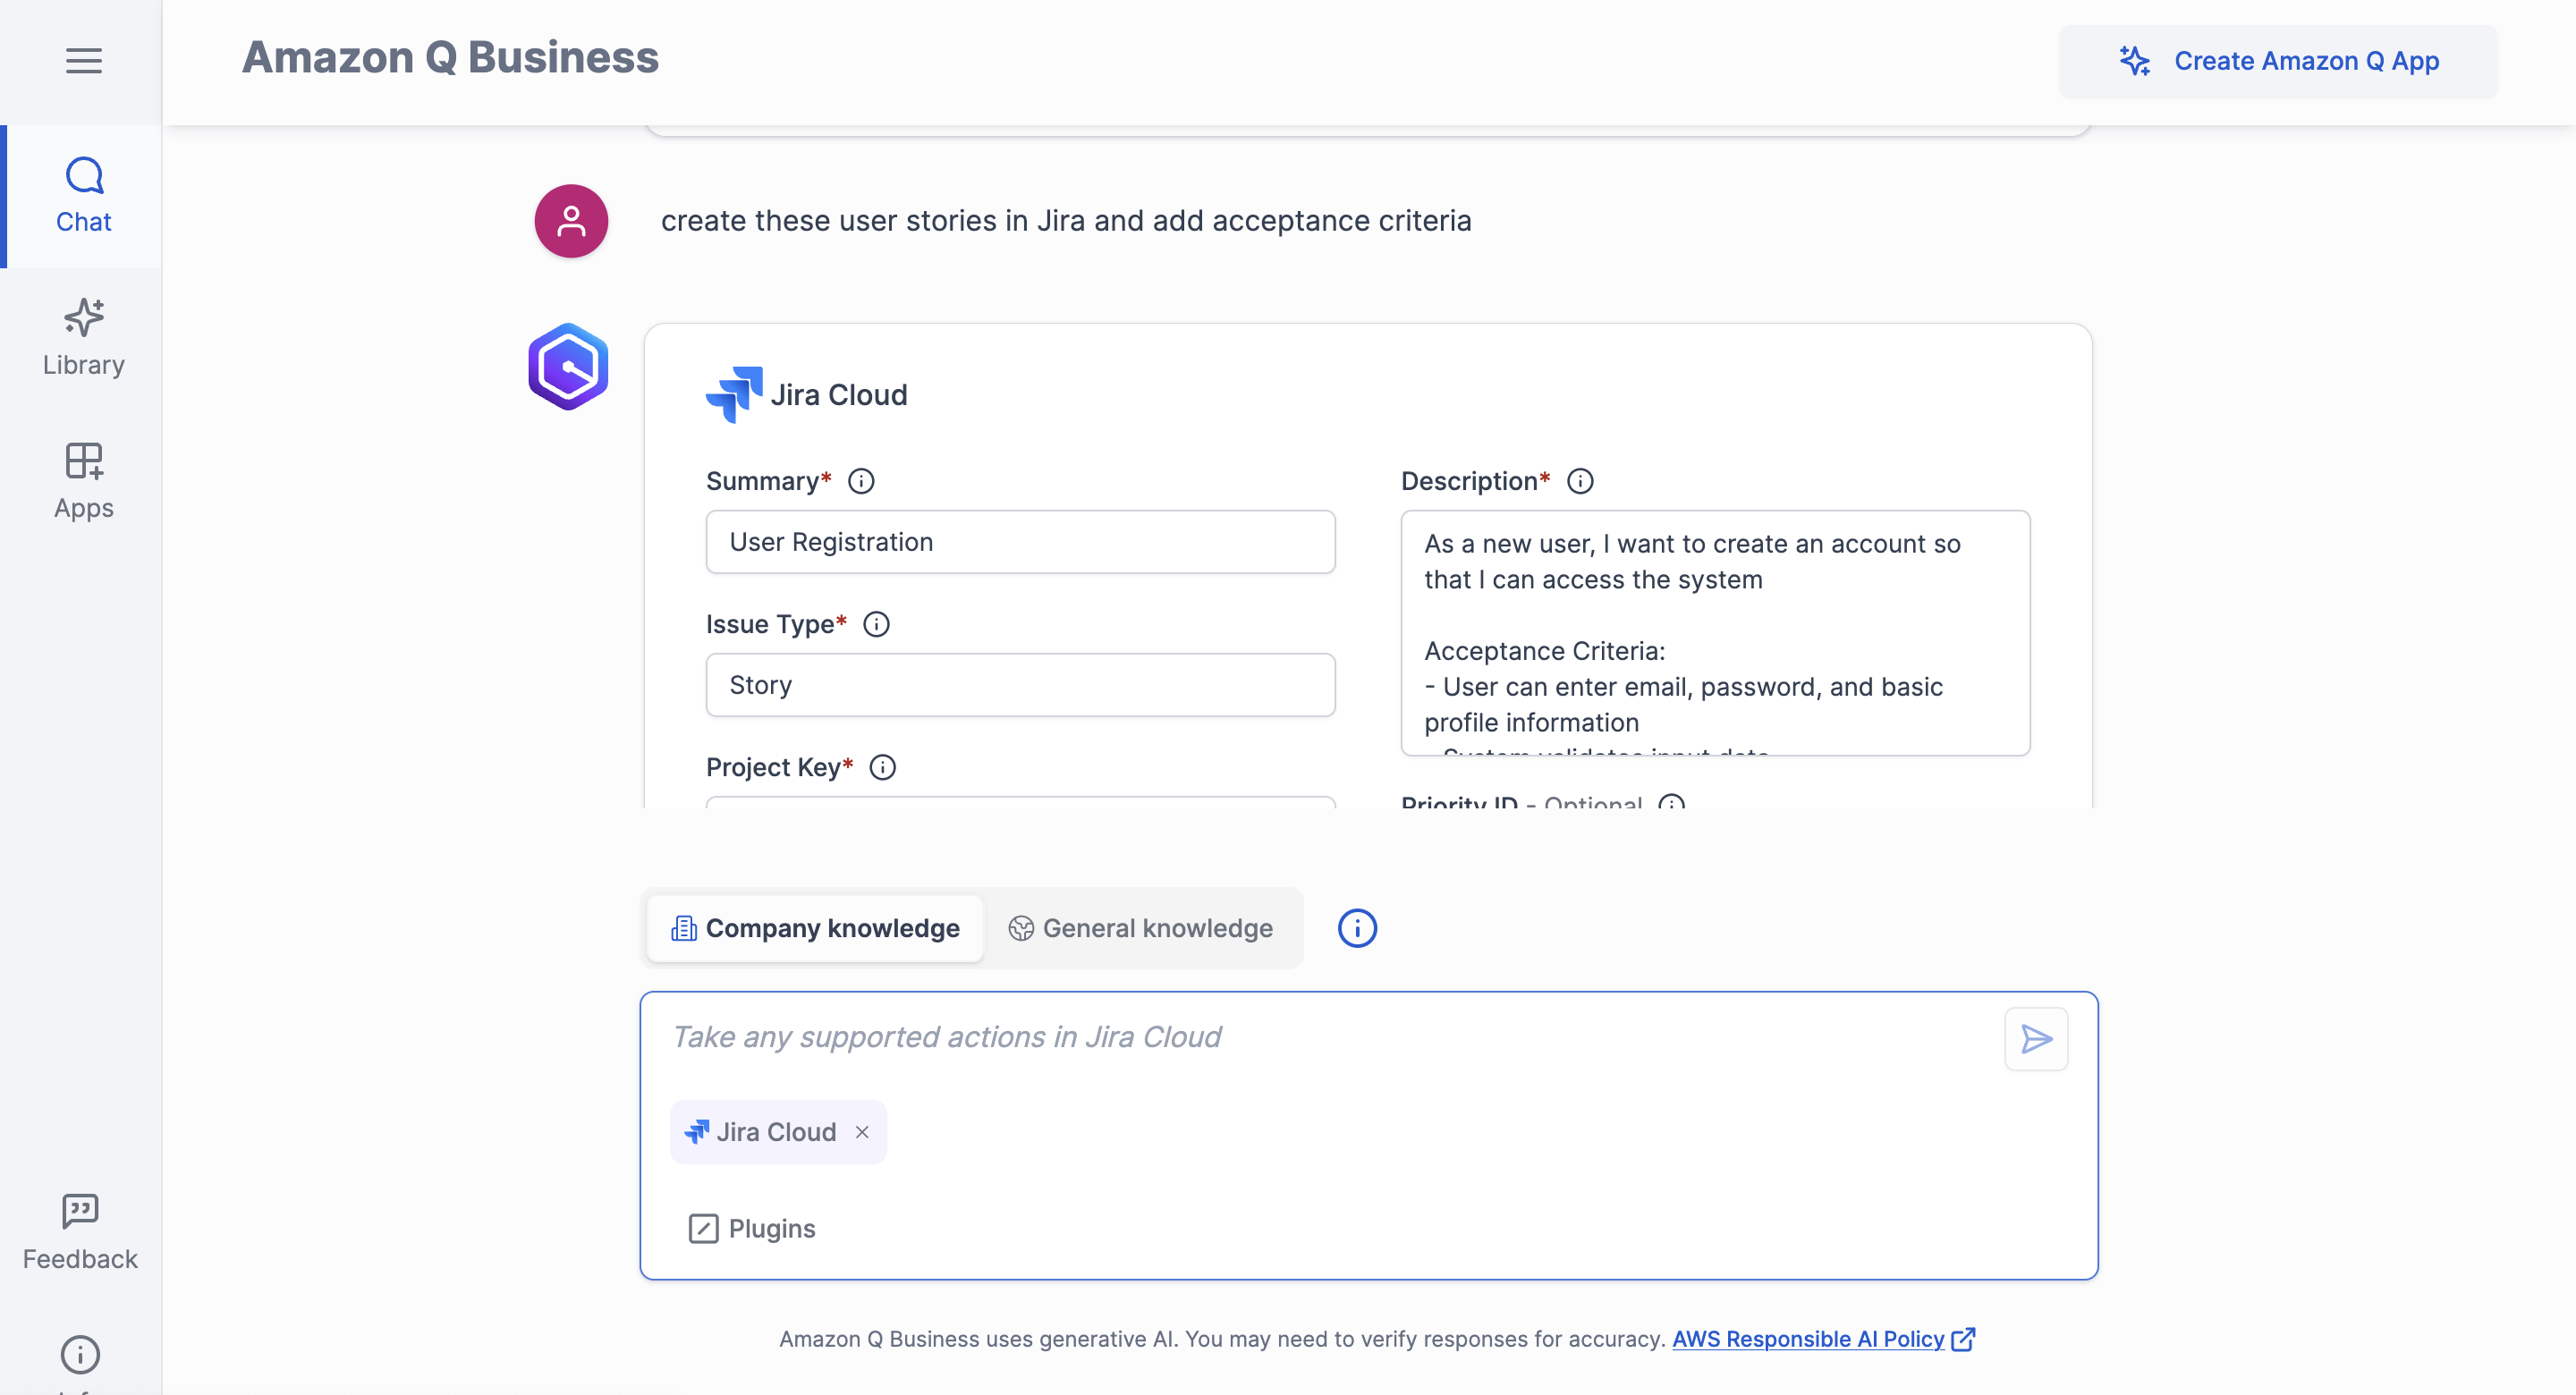 Amazon Q Business
Create Amazon Q App
Chat
Library
Apps
create these user stories in Jira and add acceptance criteria
Jira Cloud
Summary*
User Registration
Issue Type*
Story
Project Key*
Description*
As a new user, I want to create an account so
that I can access the system
Acceptance Criteria:
- User can enter email, password, and basic
profile information
- System validates input data
Priority ID - Optional
Company knowledge
General knowledge
Take any supported actions in Jira Cloud
Jira Cloud
Plugins
Feedback
Amazon Q Business uses generative AI. You may need to verify responses for accuracy. AWS Responsible AI Policy